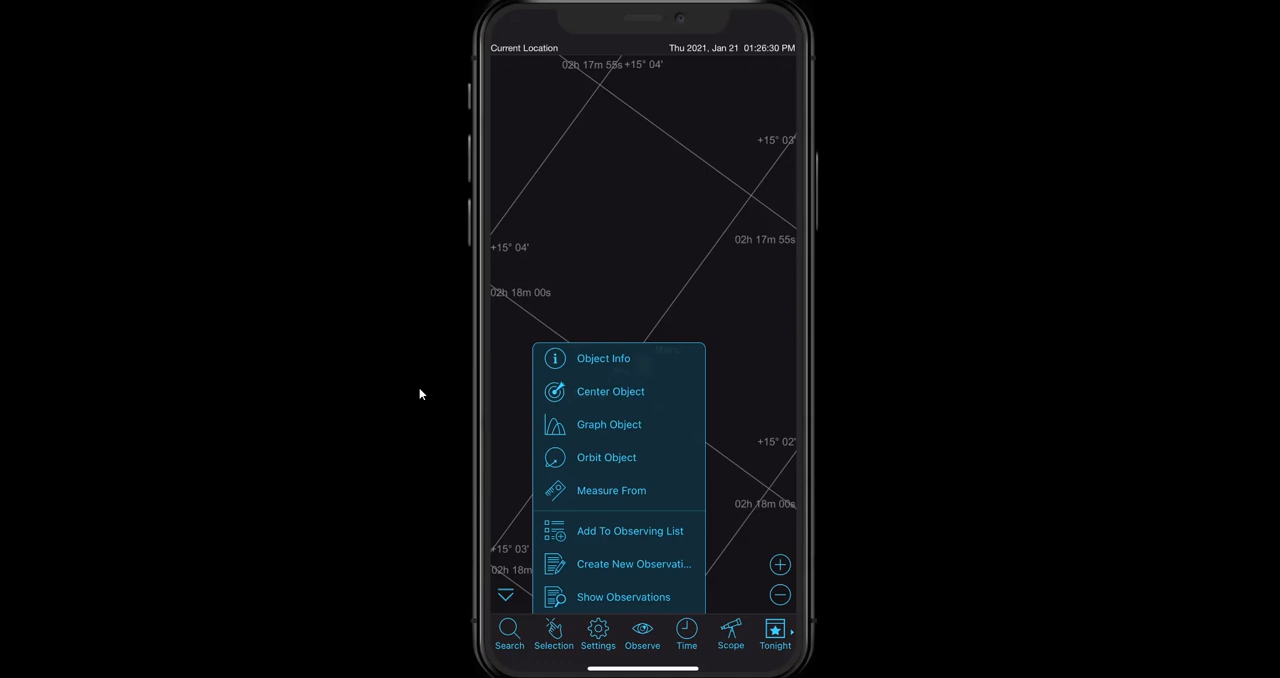 Current Location Thu 2021, Jan 21 01:26:30 PM
02h 17m 55s +15° 04'
+15° 03'
02h 17m 55s
+15° 04'
02h 18m 00s
Object Info
Center Object
Graph Object
+15° 02'
Orbit Object
Measure From
02h 18m 00s
Add To Observing List
+15° 03'
Create New Observati...
02h 18m
Show Observations
Search Selection Settings Observe Time Scope Tonight